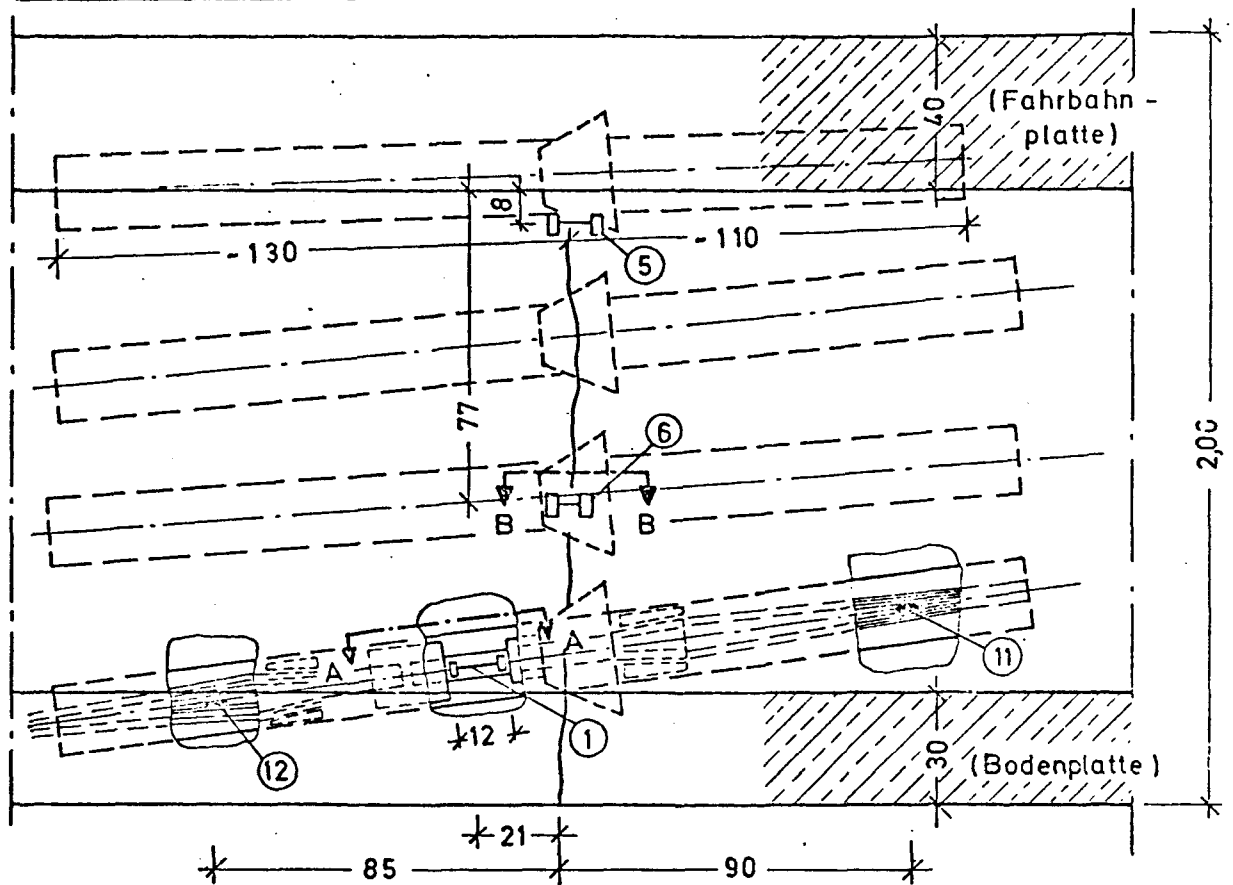 40
(Fahrbahn -
platte)
8
~130
~110
5
77
2,00
6
B
B
A
A
11
12
1
12
30
(Bodenplatte)
21
85
90